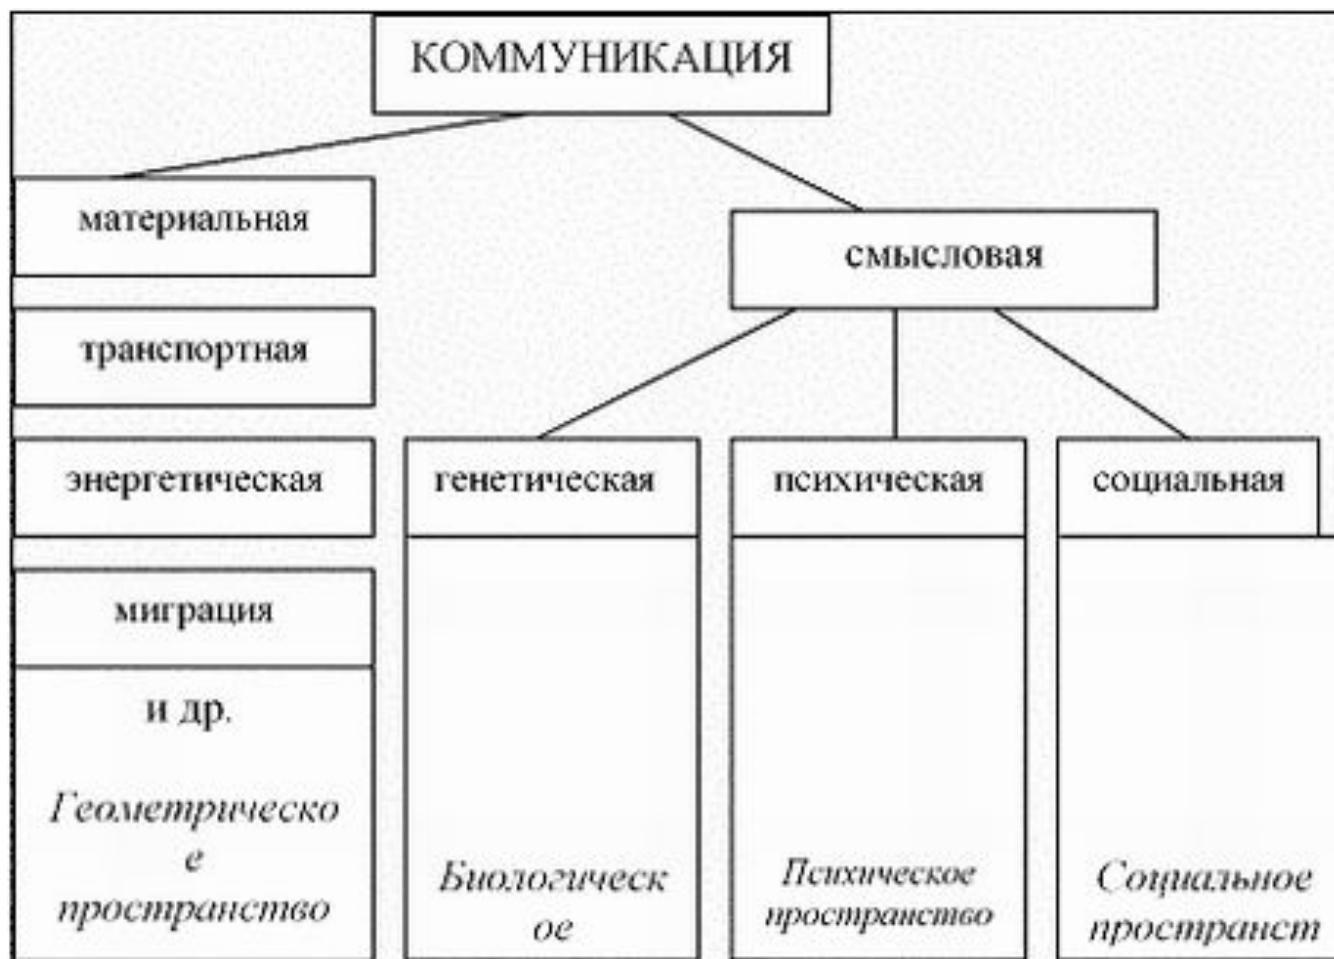 КОММУНИКАЦИЯ
материальная
смысловая
транспортная
энергетическая
генетическая
психическая
социальная
миграция
и др.
Геометрическо
е
пространство
Биологическ
ое
Психическое
пространство
Социальное
пространст